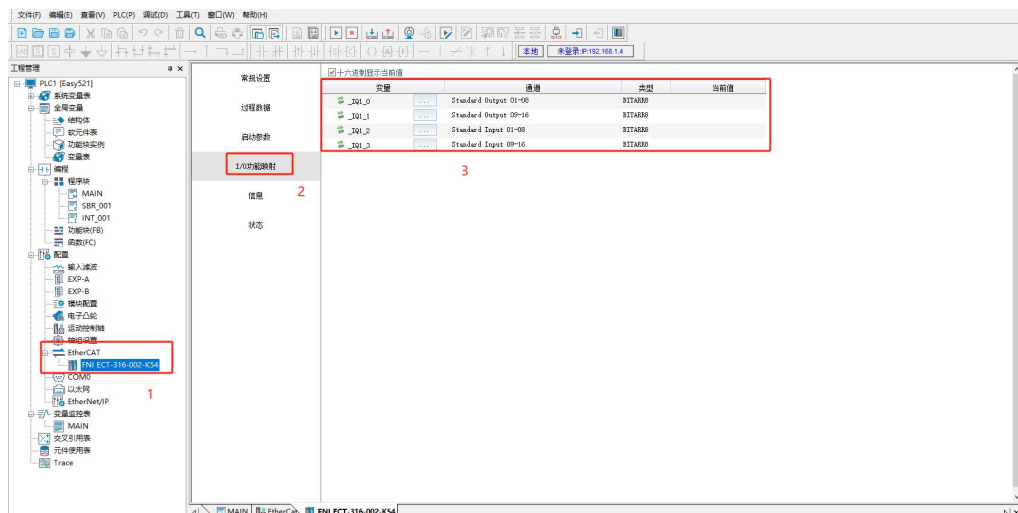 文件(F) 编辑(E) 查看(V) PLC(P) 调试(D) 工具(T) 窗口(W) 帮助(H)
本地 未登录:P:192.168.1.4
工程管理
PLC1 [Easy521]
系统变量表
全局变量
结构体
软元件表
功能块实例
变量表
编程
程序块
MAIN
SBR_001
INT_001
功能块(FB)
函数(FC)
配置
输入滤波
EXP-A
EXP-B
模块配置
电子凸轮
运动控制轴
轴组设置
EtherCAT
FNI ECT-316-002-K54
COM0
以太网
EtherNet/IP
变量监控表
MAIN
交叉引用表
元件使用表
Trace
1
常规设置
过程数据
启动参数
I/O功能映射
信息
状态
2
十六进制显示当前值
变量 通道 类型 当前值
_IQ1_0 ... Standard Output 01-08 BITARR8
_IQ1_1 ... Standard Output 09-16 BITARR8
_IQ1_2 ... Standard Input 01-08 BITARR8
_IQ1_3 ... Standard Input 09-16 BITARR8
3
MAIN EtherCAT FNI ECT-316-002-K54